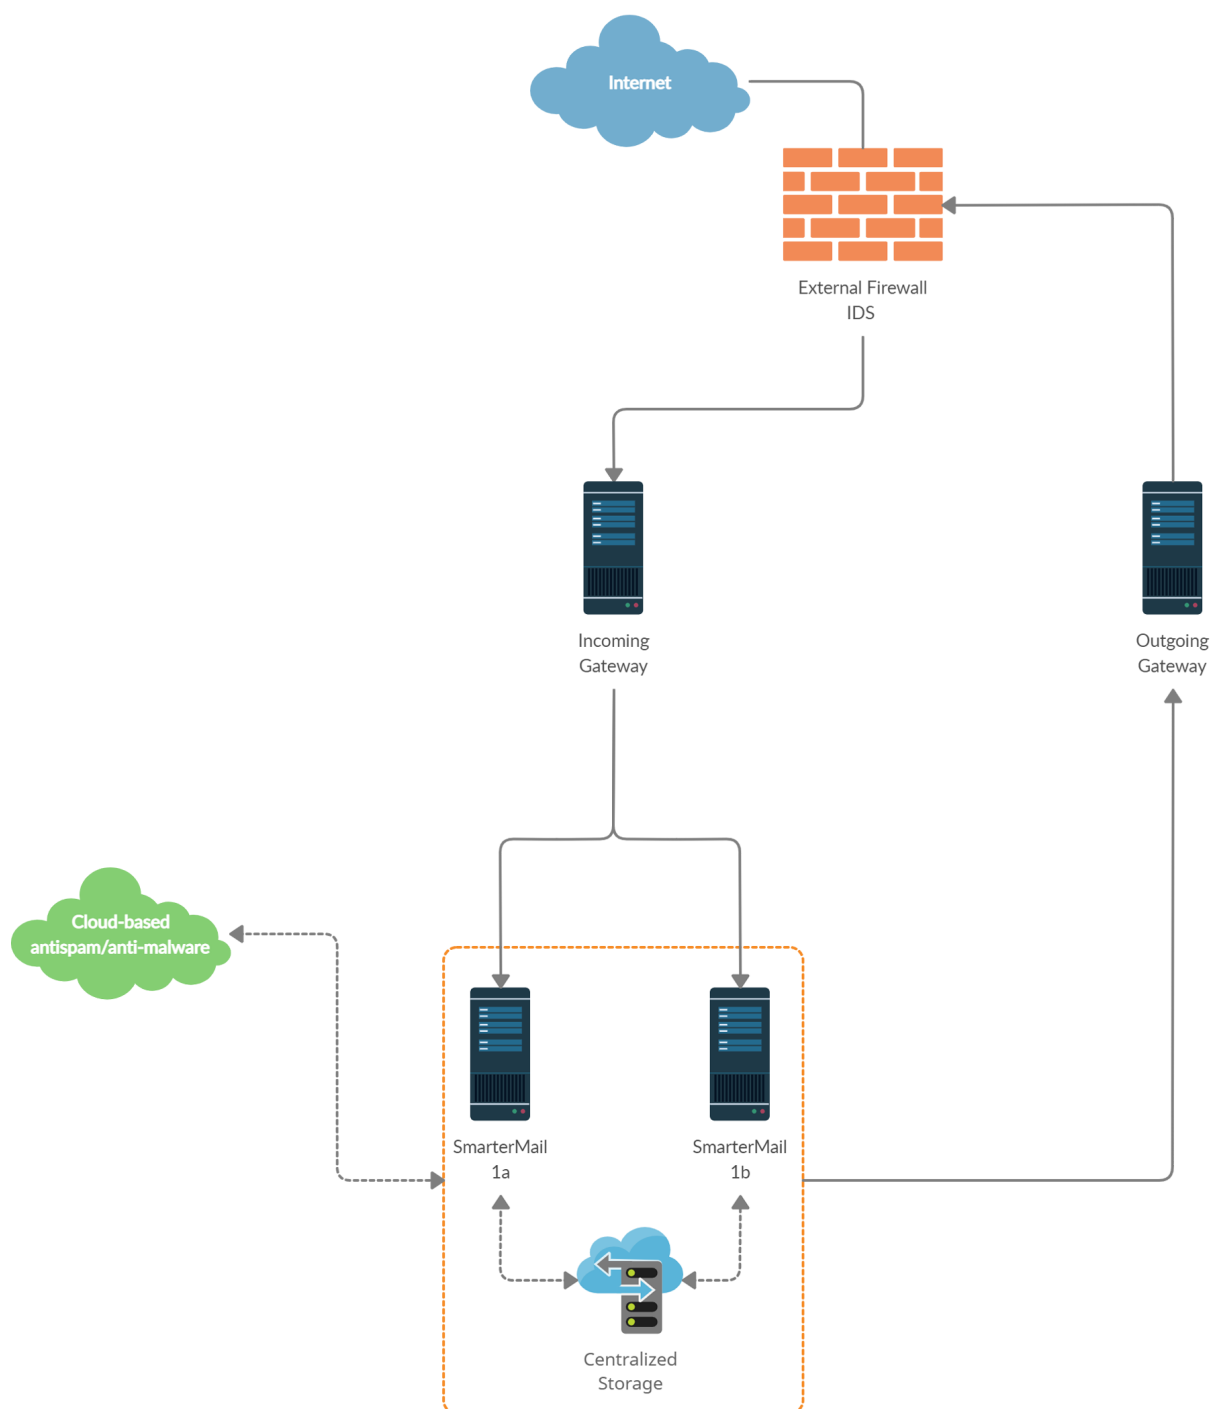 Internet
External Firewall
IDS
Incoming
Gateway
Outgoing
Gateway
Cloud-based
antispam/anti-malware
SmarterMail
1a
SmarterMail
1b
Centralized
Storage